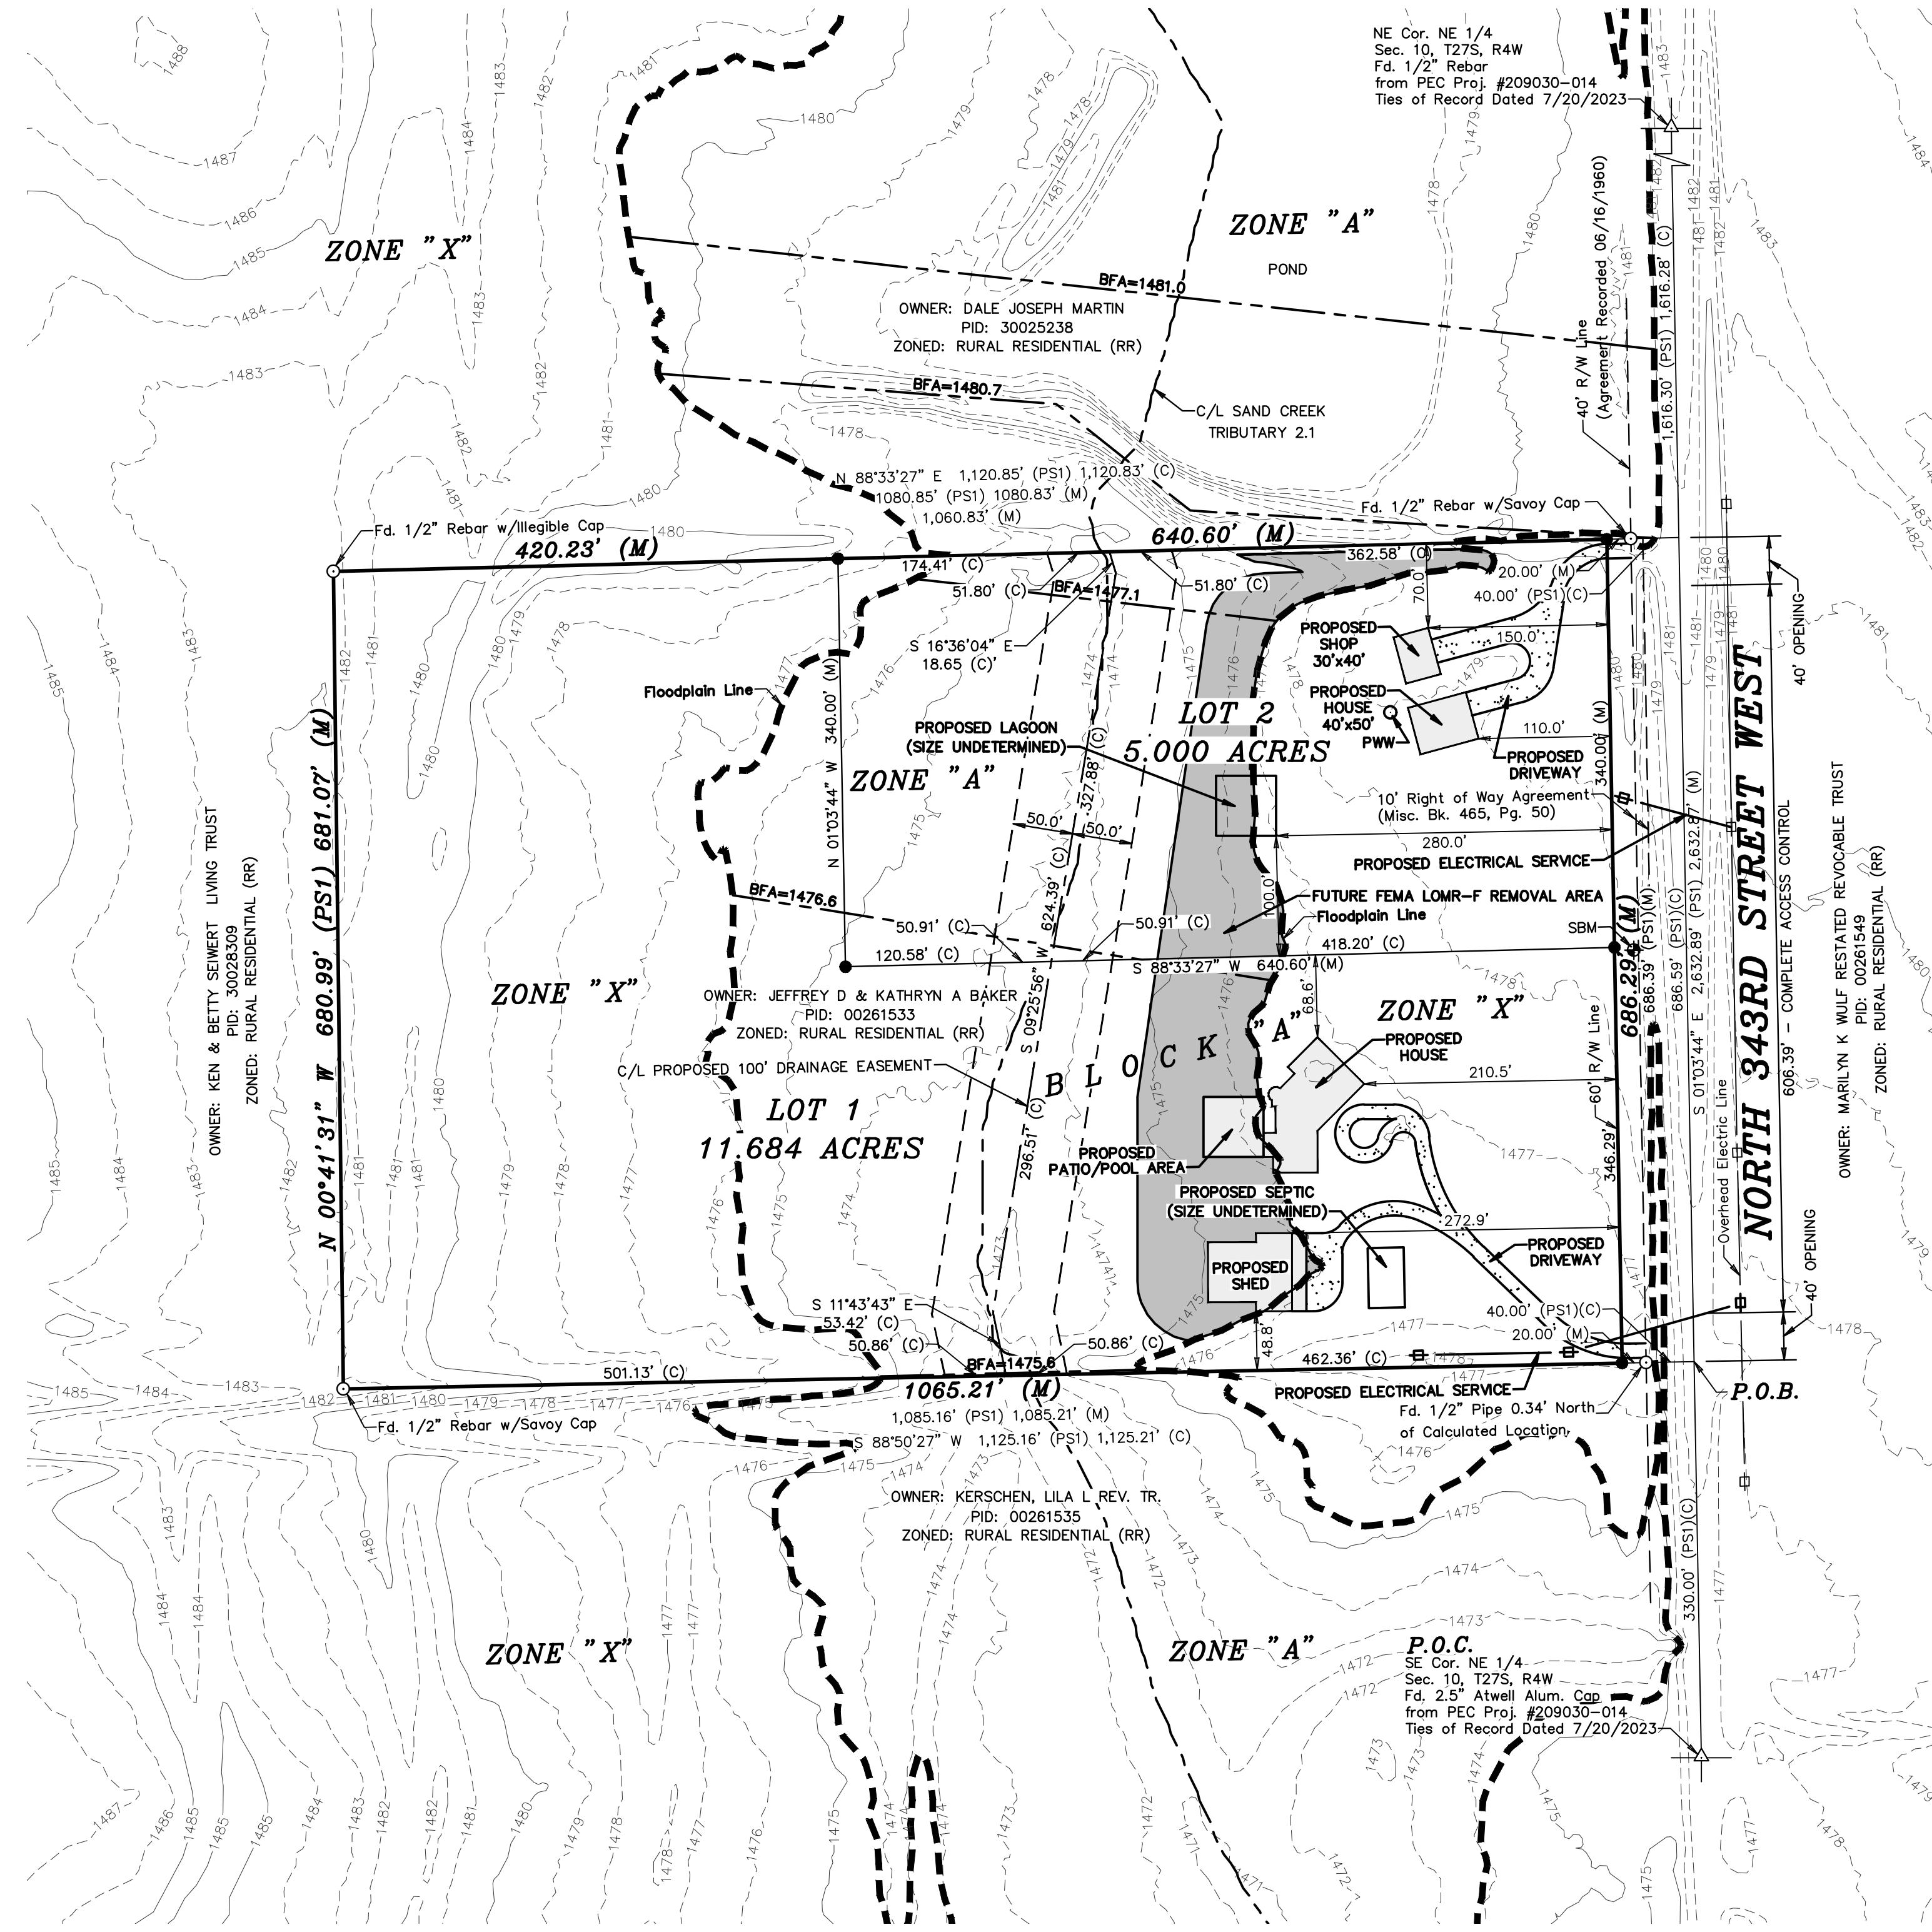 NE Cor. NE 1/4
Sec. 10, T27S, R4W
Fd. 1/2" Rebar
from PEC Proj. #209030-014
Ties of Record Dated 7/20/2023
ZONE "X"
ZONE "A"
POND
BFA=1481.0
OWNER: DALE JOSEPH MARTIN
PID: 30025238
ZONED: RURAL RESIDENTIAL (RR)
BFA=1480.7
C/L SAND CREEK
TRIBUTARY 2.1
40' R/W Line
(Agreement Recorded 06/16/1960)
1,616.30' (PS1) 1,616.28' (C)
N 88°33'27" E 1,120.85' (PS1) 1,120.83' (C)
1080.85' (PS1) 1080.83' (M)
1,060.83' (M)
Fd. 1/2" Rebar w/Savoy Cap
Fd. 1/2" Rebar w/Illegible Cap
420.23' (M)
640.60' (M)
362.58' (C)
174.41' (C)
51.80' (C)
BFA=1477.1
51.80' (C)
20.00' (M)
40.00' (PS1)(C)
70.0'
150.0'
S 16°36'04" E
18.65 (C)'
PROPOSED
SHOP
30'x40'
PROPOSED
HOUSE
40'x50'
PWW
110.0'
PROPOSED
DRIVEWAY
Floodplain Line
N 01°03'44" W 340.00' (M)
PROPOSED LAGOON
(SIZE UNDETERMINED)
LOT 2
5.000 ACRES
ZONE "A"
327.88' (C)
50.0'
50.0'
340.00' (M)
10' Right of Way Agreement
(Misc. Bk. 465, Pg. 50)
280.0'
PROPOSED ELECTRICAL SERVICE
100.0'
FUTURE FEMA LOMR-F REMOVAL AREA
Floodplain Line
SBM
BFA=1476.6
50.91' (C)
50.91' (C)
120.58' (C)
418.20' (C)
S 88°33'27" W 640.60' (M)
S 09°25'56" W 624.39' (C)
ZONE "X"
OWNER: JEFFREY D & KATHRYN A BAKER
PID: 00261533
ZONED: RURAL RESIDENTIAL (RR)
C/L PROPOSED 100' DRAINAGE EASEMENT
BLOCK "A"
68.6'
ZONE "X"
PROPOSED
HOUSE
210.5'
60' R/W Line
346.29'
LOT 1
11.684 ACRES
296.51' (C)
PROPOSED
PATIO/POOL AREA
PROPOSED SEPTIC
(SIZE UNDETERMINED)
272.9'
PROPOSED
DRIVEWAY
PROPOSED
SHED
S 11°43'43" E
53.42' (C)
50.86' (C)
50.86' (C)
BFA=1475.6
48.8'
40.00' (PS1)(C)
20.00' (M)
501.13' (C)
462.36' (C)
1065.21' (M)
PROPOSED ELECTRICAL SERVICE
P.O.B.
1,085.16' (PS1) 1,085.21' (M)
S 88°50'27" W 1,125.16' (PS1) 1,125.21' (C)
Fd. 1/2" Rebar w/Savoy Cap
Fd. 1/2" Pipe 0.34' North
of Calculated Location
OWNER: KERSCHEN, LILA L REV. TR.
PID: 00261535
ZONED: RURAL RESIDENTIAL (RR)
OWNER: KEN & BETTY SEIWERT LIVING TRUST
PID: 30028309
ZONED: RURAL RESIDENTIAL (RR)
N 00°41'31" W 680.99' (PS1) 681.07' (M)
686.29' (M)
686.39' (PS1)(M)
686.59' (PS1)(C)
S 01°03'44" E 2,632.89' (PS1) 2,632.87' (M)
Overhead Electric Line
NORTH 343RD STREET WEST
606.39' - COMPLETE ACCESS CONTROL
40' OPENING
40' OPENING
OWNER: MARILYN K WULF RESTATED REVOCABLE TRUST
PID: 00261549
ZONED: RURAL RESIDENTIAL (RR)
330.00' (PS1)(C)
ZONE "X"
ZONE "A"
P.O.C.
SE Cor. NE 1/4
Sec. 10, T27S, R4W
Fd. 2.5" Atwell Alum. Cap
from PEC Proj. #209030-014
Ties of Record Dated 7/20/2023